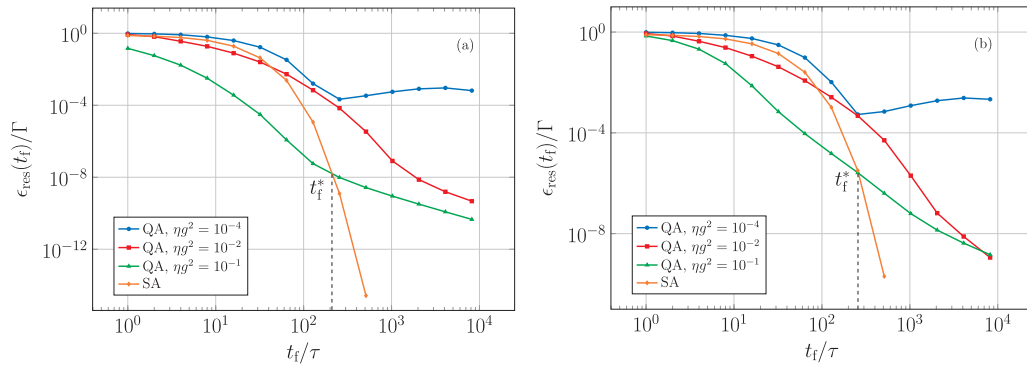 (a)
10^0
10^{-4}
10^{-8}
10^{-12}
ϵ_res(t_f)/Γ
t_f^*
QA, ηg^2 = 10^{-4}
QA, ηg^2 = 10^{-2}
QA, ηg^2 = 10^{-1}
SA
10^0 10^1 10^2 10^3 10^4
t_f/τ
(b)
10^0
10^{-4}
10^{-8}
ϵ_res(t_f)/Γ
t_f^*
QA, ηg^2 = 10^{-4}
QA, ηg^2 = 10^{-2}
QA, ηg^2 = 10^{-1}
SA
10^0 10^1 10^2 10^3 10^4
t_f/τ